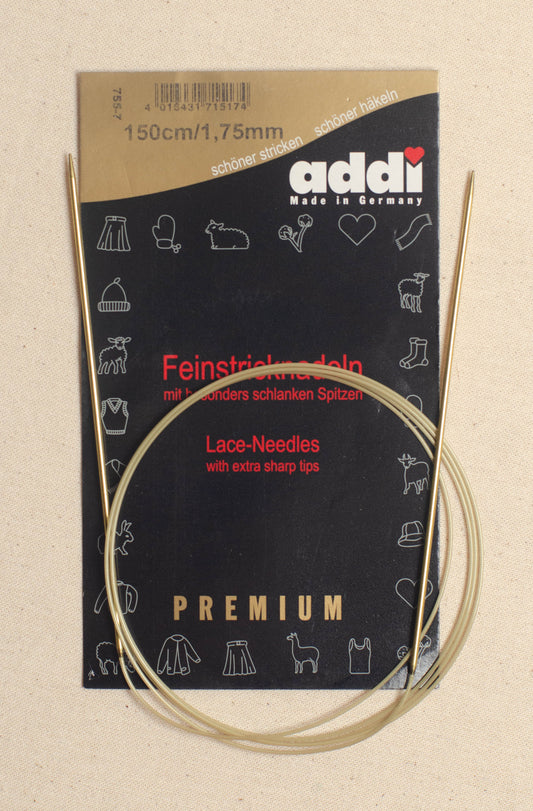 755-7
4 015431 715174
150cm/1,75mm
schöner stricken schöner häkeln
addi
Made in Germany
Feinstricknadeln
mit besonders schlanken Spitzen
Lace-Needles
with extra sharp tips
PREMIUM